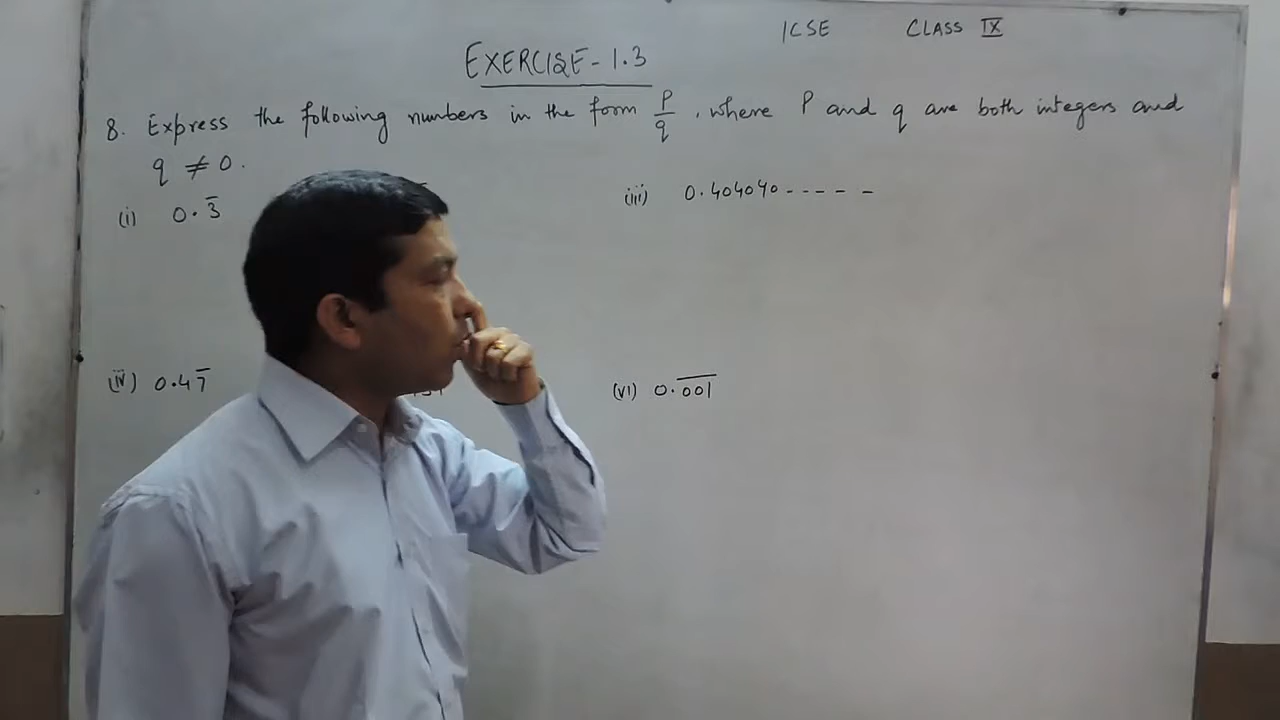 ICSE CLASS IX
EXERCISE - 1.3
8. Express the following numbers in the form p/q, where p and q are both integers and
q ≠ 0.
(i) 0.3̅ (iii) 0.404040-----
(iv) 0.47̅ (vi) 0.0̅0̅1̅